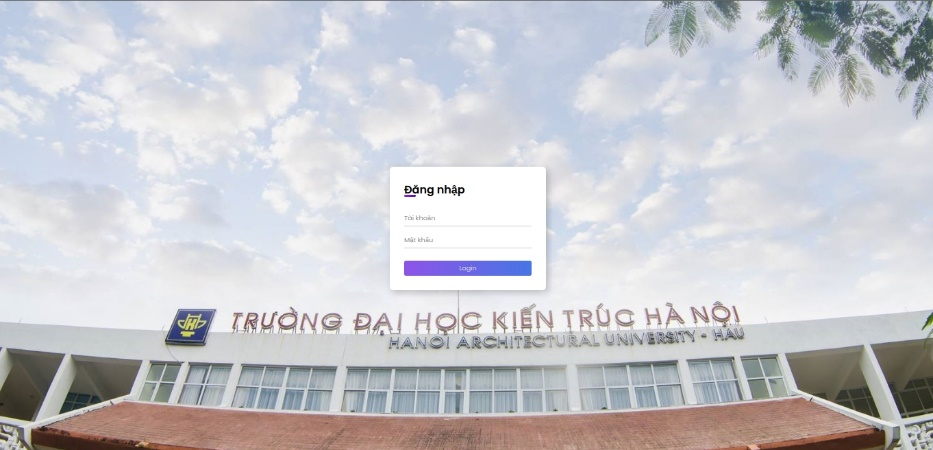 Đăng nhập
Tài khoản
Mật khẩu
Login
TRƯỜNG ĐẠI HỌC KIẾN TRÚC HÀ NỘI
HANOI ARCHITECTURAL UNIVERSITY - HAU